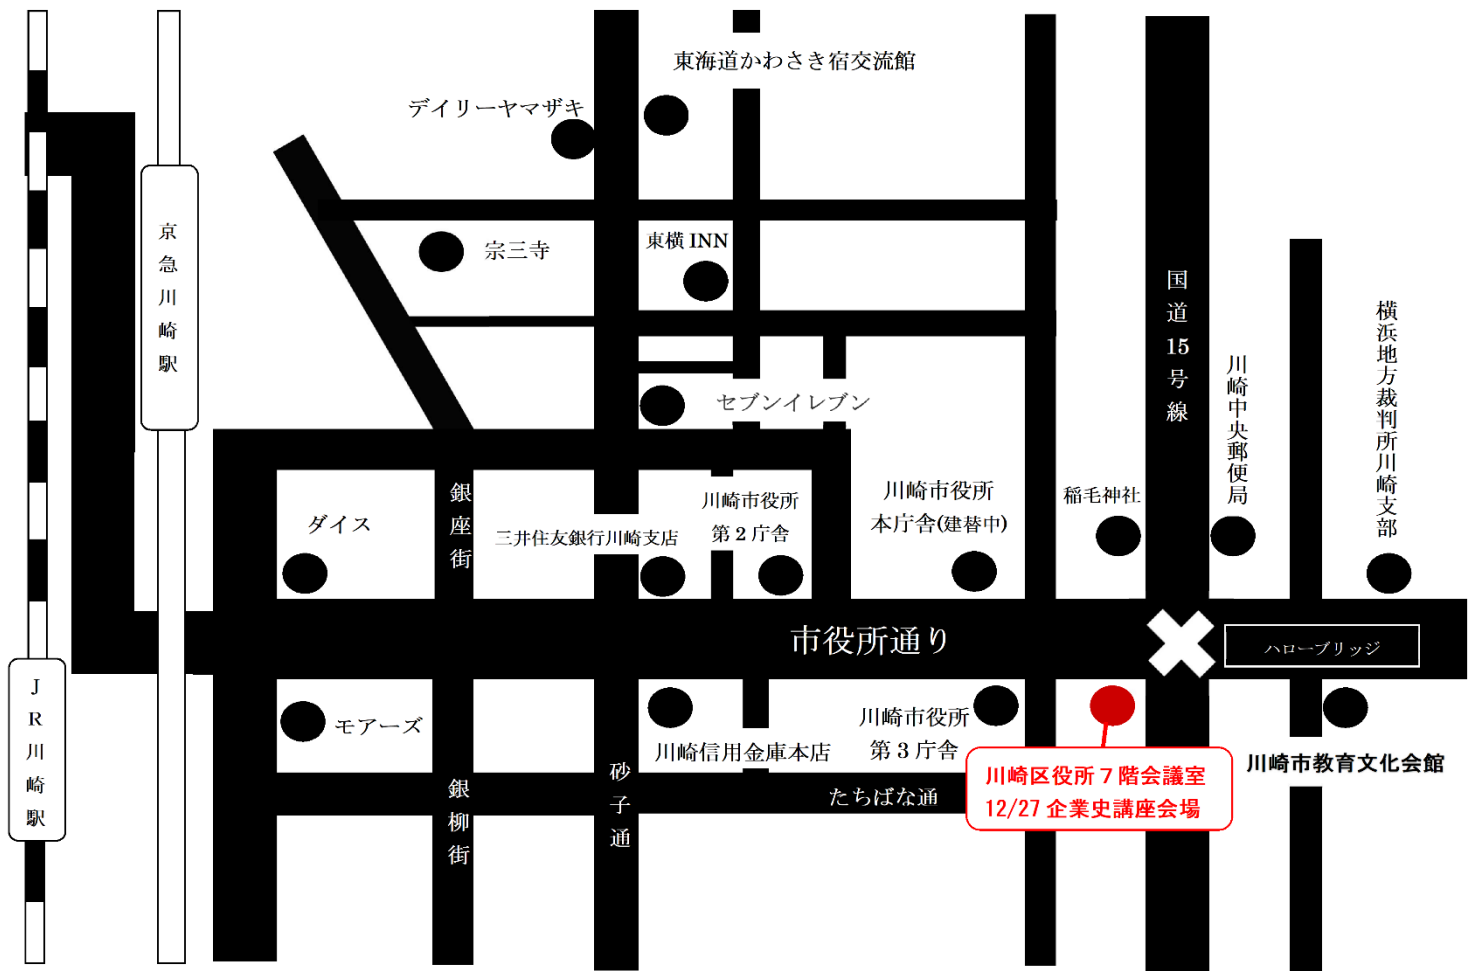 東海道かわさき宿交流館
デイリーヤマザキ
京急川崎駅
宗三寺
東横 INN
国道15号線
横浜地方裁判所川崎支部
川崎中央郵便局
セブンイレブン
銀座街
ダイス
三井住友銀行川崎支店
川崎市役所
第 2 庁舎
川崎市役所
本庁舎(建替中)
稲毛神社
市役所通り
ハローブリッジ
JR川崎駅
モアーズ
川崎信用金庫本店
川崎市役所
第 3 庁舎
川崎市教育文化会館
銀柳街
砂子通
たちばな通
川崎区役所７階会議室
12/27 企業史講座会場